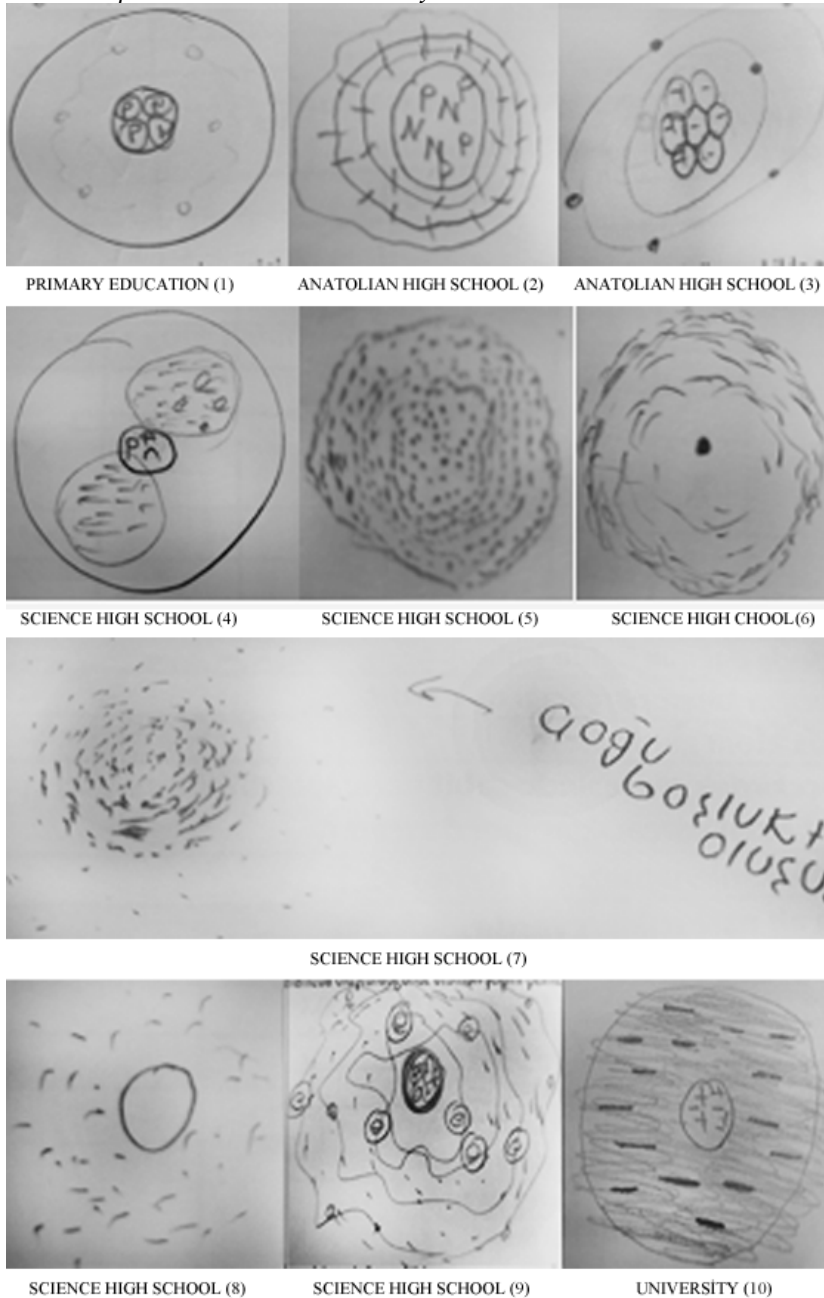 PRIMARY EDUCATION (1)
ANATOLIAN HIGH SCHOOL (2)
ANATOLIAN HIGH SCHOOL (3)
SCIENCE HIGH SCHOOL (4)
SCIENCE HIGH SCHOOL (5)
SCIENCE HIGH CHOOL(6)
Çoğu
boşlukt
oluşu
SCIENCE HIGH SCHOOL (7)
SCIENCE HIGH SCHOOL (8)
SCIENCE HIGH SCHOOL (9)
UNIVERSİTY (10)